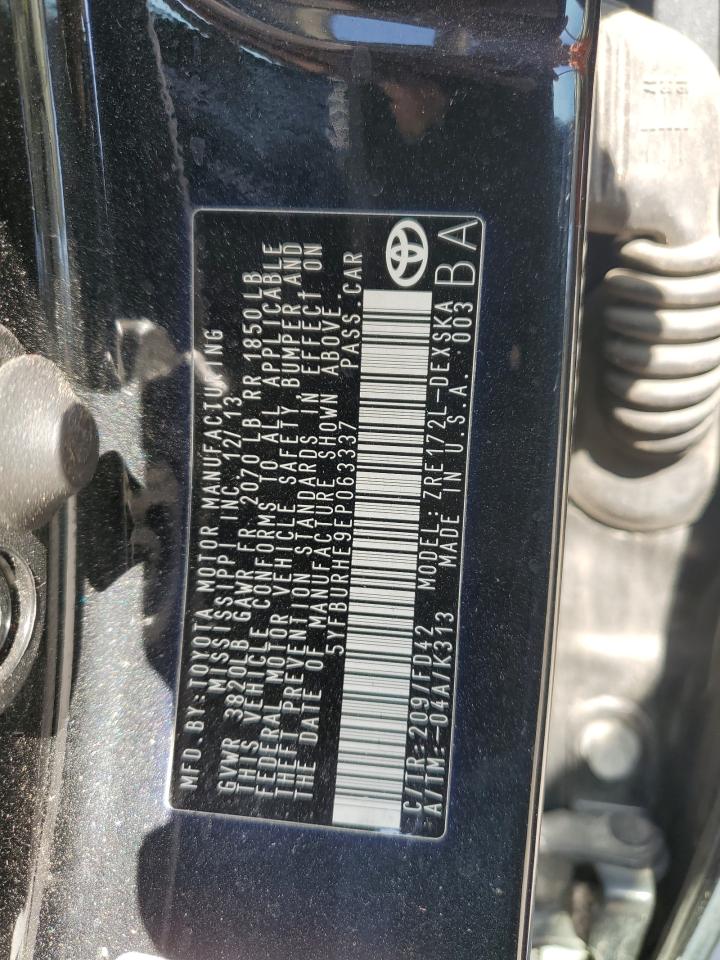 MFD BY: TOYOTA MOTOR MANUFACTURING
MISSISSIPPI INC. 12/13
GVWR 3820LB GAWR FR 2070 LB RR 1850 LB
THIS VEHICLE CONFORMS TO ALL APPLICABLE
FEDERAL MOTOR VEHICLE SAFETY, BUMPER AND
THEFT PREVENTION STANDARDS IN EFFECT ON
THE DATE OF MANUFACTURE SHOWN ABOVE.
5YFBURHE9EP063337 PASS.CAR
C/TR:209/FD42 MODEL: ZRE172L-DEXSKA
A/TM:-04A/K313 MADE IN U.S.A. 003
BA